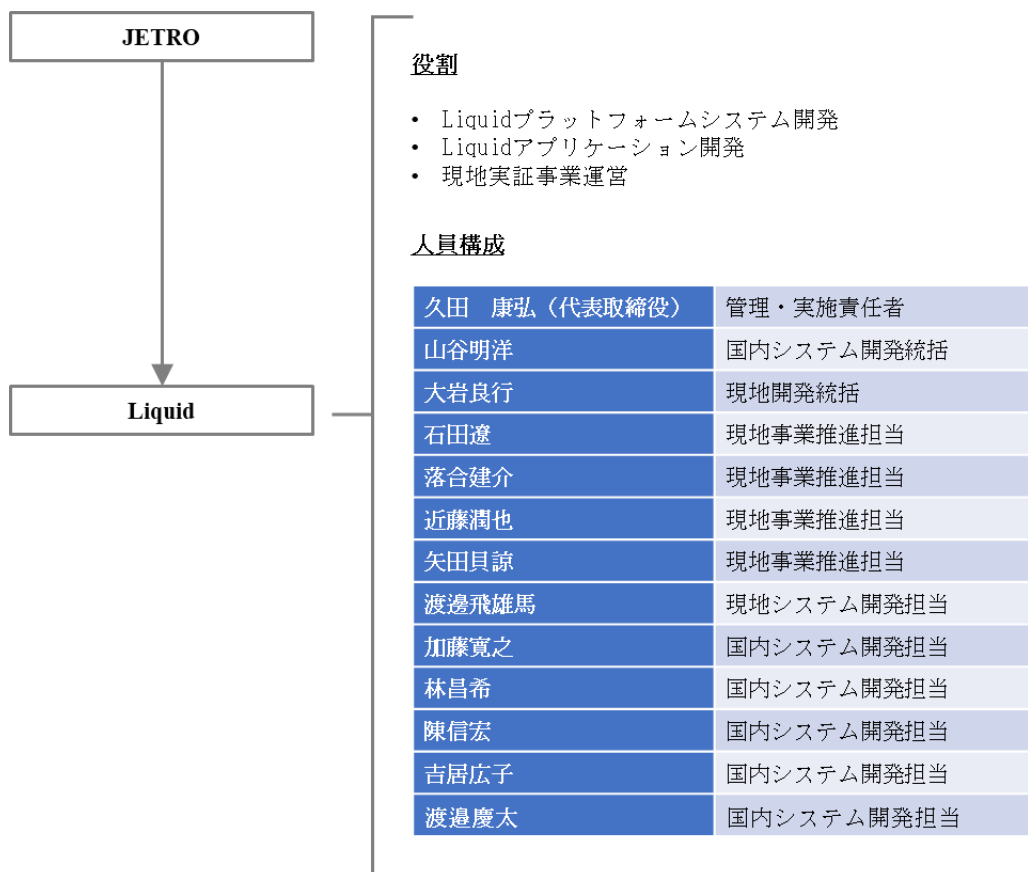 JETRO
Liquid
役割
• Liquidプラットフォームシステム開発
• Liquidアプリケーション開発
• 現地実証事業運営
人員構成
久田　康弘（代表取締役） 管理・実施責任者
山谷明洋 国内システム開発統括
大岩良行 現地開発統括
石田遼 現地事業推進担当
落合建介 現地事業推進担当
近藤潤也 現地事業推進担当
矢田貝諒 現地事業推進担当
渡邊飛雄馬 現地システム開発担当
加藤寛之 国内システム開発担当
林昌希 国内システム開発担当
陳信宏 国内システム開発担当
吉居広子 国内システム開発担当
渡邉慶太 国内システム開発担当